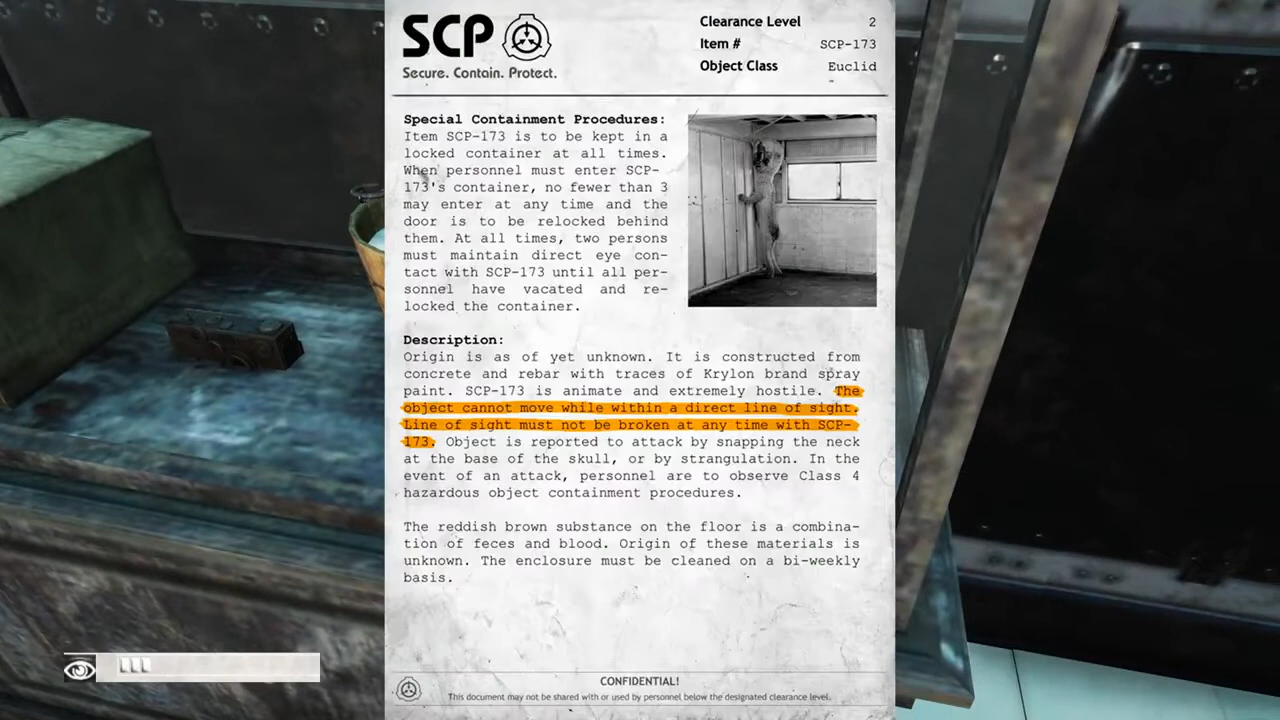 SCP
Secure. Contain. Protect.
Clearance Level 2
Item # SCP-173
Object Class Euclid
Special Containment Procedures:
Item SCP-173 is to be kept in a
locked container at all times.
When personnel must enter SCP-
173's container, no fewer than 3
may enter at any time and the
door is to be relocked behind
them. At all times, two persons
must maintain direct eye con-
tact with SCP-173 until all per-
sonnel have vacated and re-
locked the container.
Description:
Origin is as of yet unknown. It is constructed from
concrete and rebar with traces of Krylon brand spray
paint. SCP-173 is animate and extremely hostile. The
object cannot move while within a direct line of sight.
Line of sight must not be broken at any time with SCP-
173. Object is reported to attack by snapping the neck
at the base of the skull, or by strangulation. In the
event of an attack, personnel are to observe Class 4
hazardous object containment procedures.
The reddish brown substance on the floor is a combina-
tion of feces and blood. Origin of these materials is
unknown. The enclosure must be cleaned on a bi-weekly
basis.
CONFIDENTIAL!
This document may not be shared with or used by personnel below the designated clearance level.